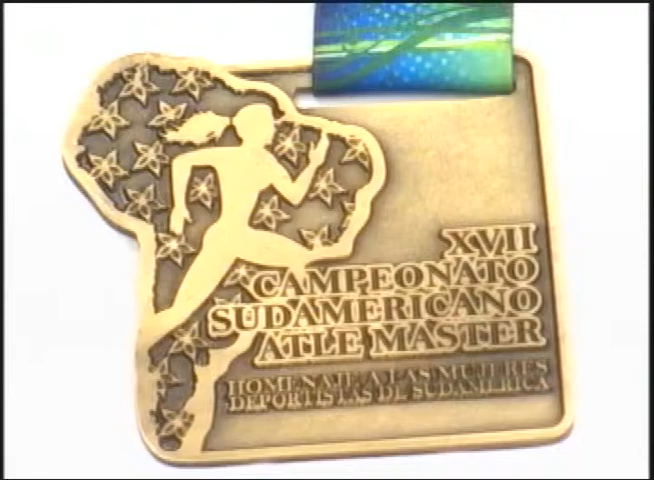 XVII
CAMPEONATO
SUDAMERICANO
ATLE MASTER
HOMENAJE A LAS MUJERES
DEPORTISTAS DE SUDAMERICA